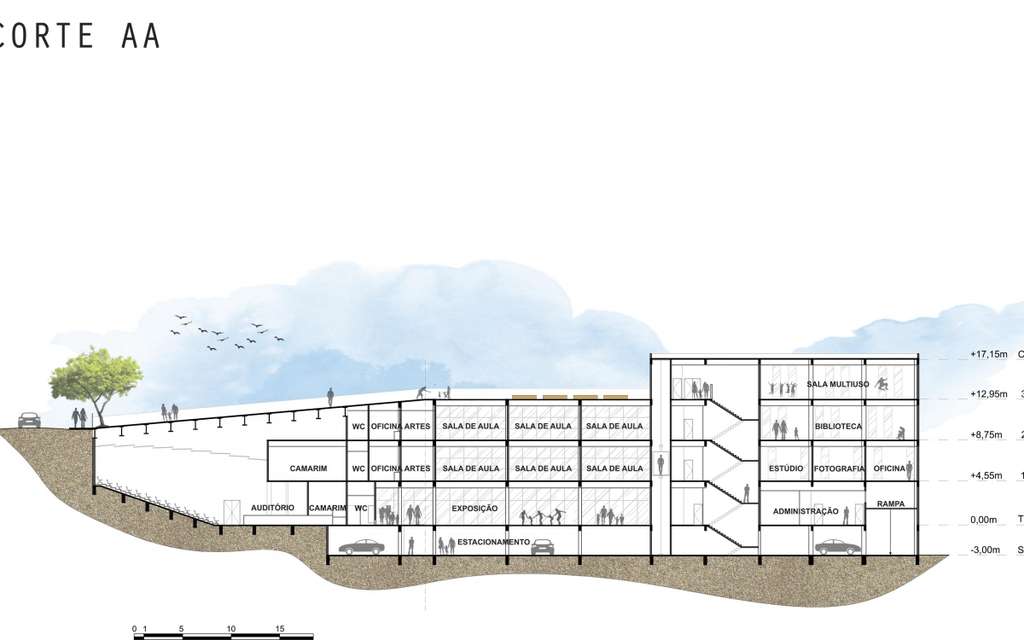 CORTE AA
+17,15m C
SALA MULTIUSO
+12,95m 3
WC OFICINA ARTES SALA DE AULA SALA DE AULA SALA DE AULA BIBLIOTECA
+8,75m 2
CAMARIM WC OFICINA ARTES SALA DE AULA SALA DE AULA SALA DE AULA ESTÚDIO FOTOGRAFIA OFICINA
+4,55m 1
AUDITÓRIO CAMARIM WC EXPOSIÇÃO ADMINISTRAÇÃO RAMPA
0,00m T
ESTACIONAMENTO
-3,00m S
0 1 5 10 15